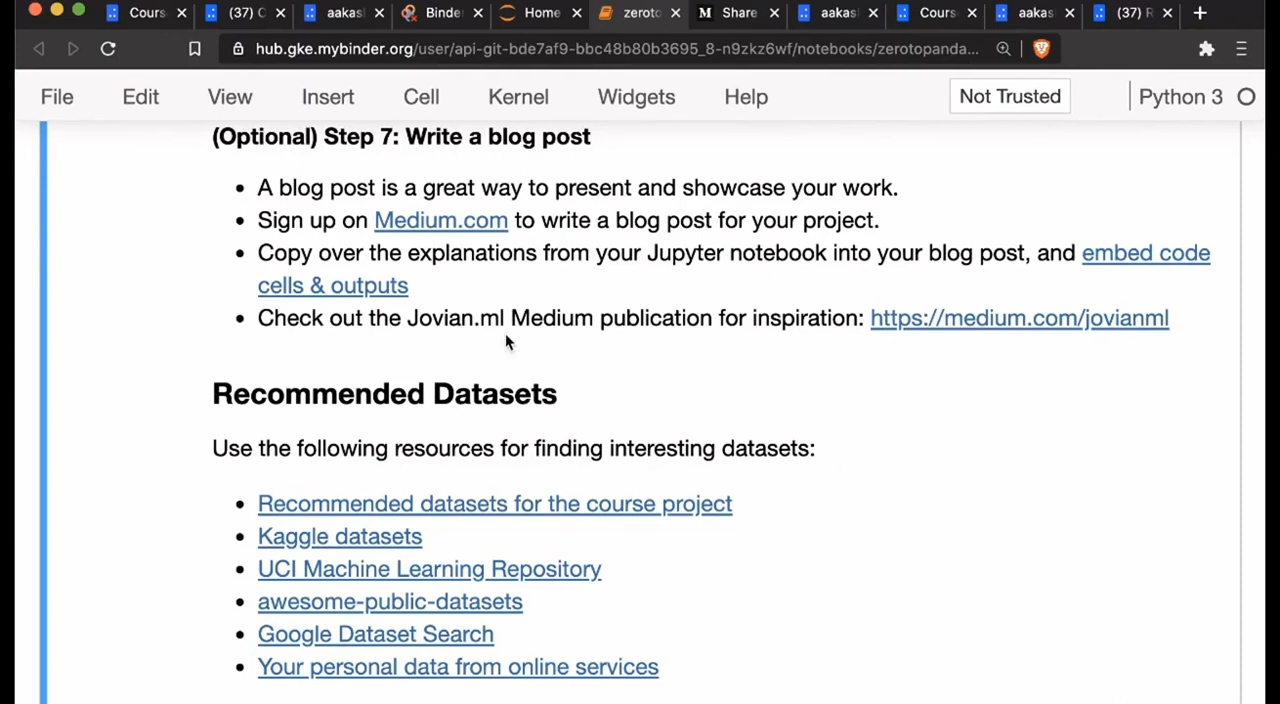 Cours (37) C aakas Binde Home zeroto Share aakas Cours aakas (37) R
hub.gke.mybinder.org/user/api-git-bde7af9-bbc48b80b3695_8-n9zkz6wf/notebooks/zerotopanda...
File Edit View Insert Cell Kernel Widgets Help Not Trusted Python 3
(Optional) Step 7: Write a blog post
• A blog post is a great way to present and showcase your work.
• Sign up on Medium.com to write a blog post for your project.
• Copy over the explanations from your Jupyter notebook into your blog post, and embed code
cells & outputs
• Check out the Jovian.ml Medium publication for inspiration: https://medium.com/jovianml
Recommended Datasets
Use the following resources for finding interesting datasets:
• Recommended datasets for the course project
• Kaggle datasets
• UCI Machine Learning Repository
• awesome-public-datasets
• Google Dataset Search
• Your personal data from online services